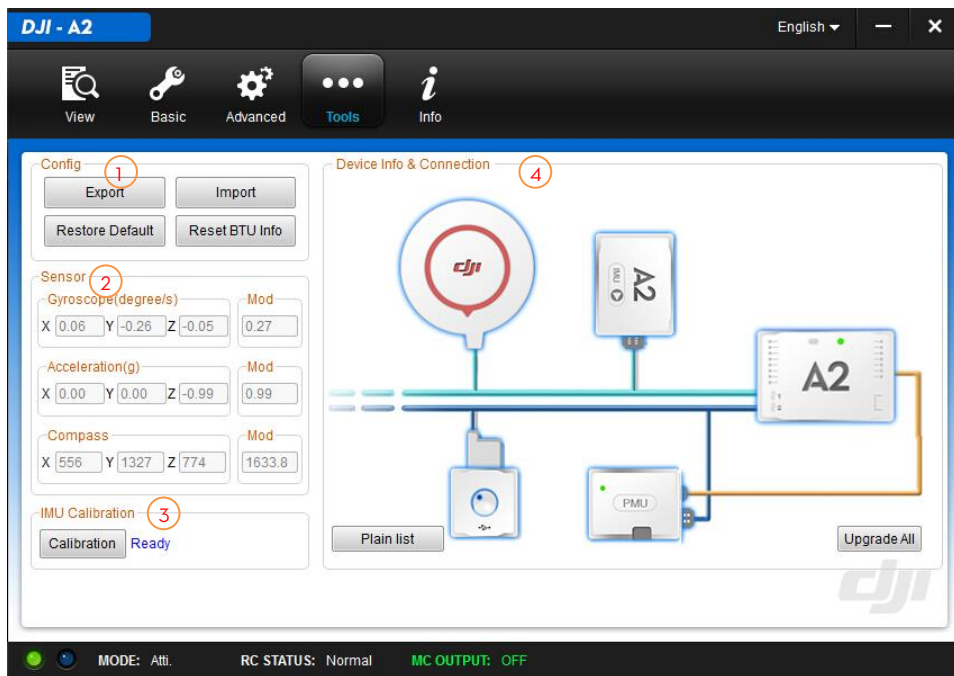 DJI - A2
English
View Basic Advanced Tools Info
Config 1
Export Import
Restore Default Reset BTU Info
Sensor 2
Gyroscope(degree/s) Mod
X 0.06 Y -0.26 Z -0.05 0.27
Acceleration(g) Mod
X 0.00 Y 0.00 Z -0.99 0.99
Compass Mod
X 556 Y 1327 Z 774 1633.8
IMU Calibration 3
Calibration Ready
Device Info & Connection 4
dji
IMU A2
A2
PMU
Plain list Upgrade All
dji
MODE: Atti. RC STATUS: Normal MC OUTPUT: OFF